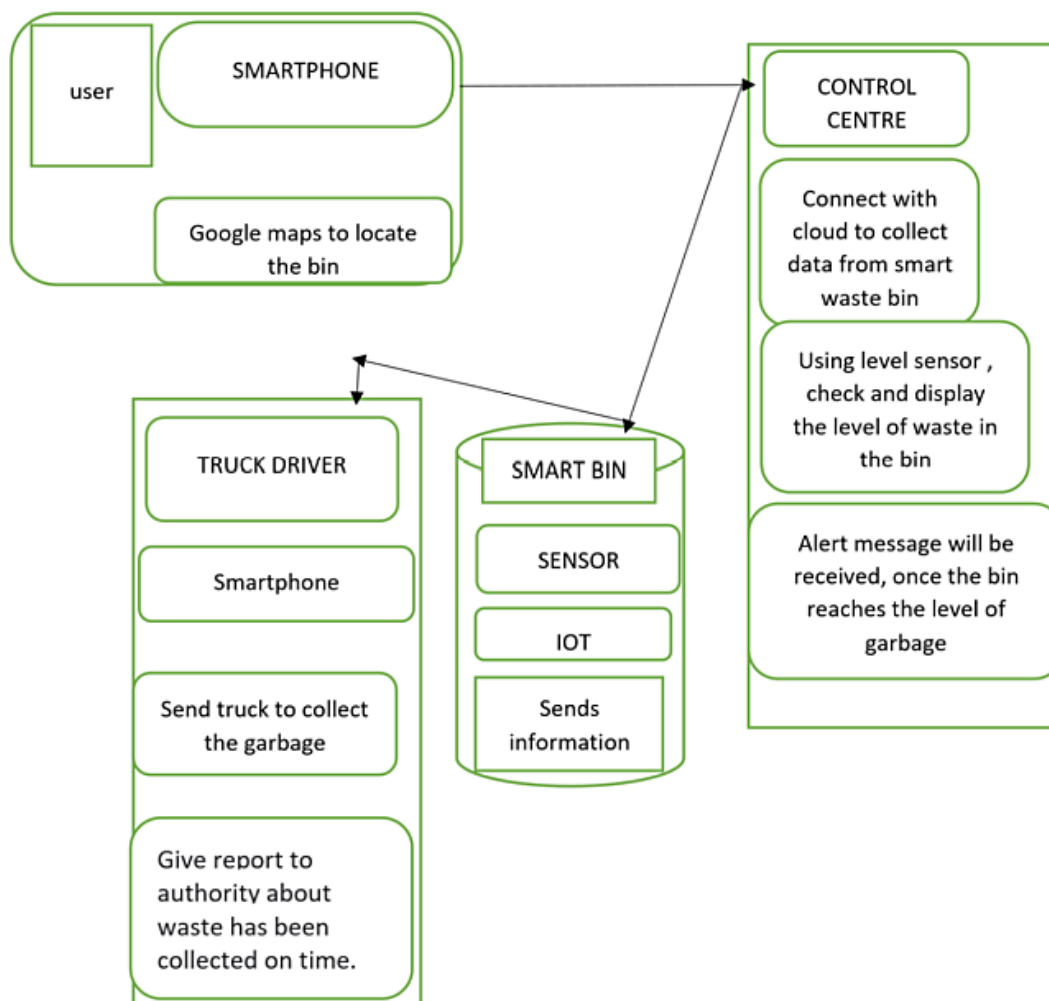 user
SMARTPHONE
Google maps to locate
the bin
CONTROL
CENTRE
Connect with
cloud to collect
data from smart
waste bin
Using level sensor ,
check and display
the level of waste in
the bin
Alert message will be
received, once the bin
reaches the level of
garbage
TRUCK DRIVER
Smartphone
Send truck to collect
the garbage
Give report to
authority about
waste has been
collected on time.
SMART BIN
SENSOR
IOT
Sends
information